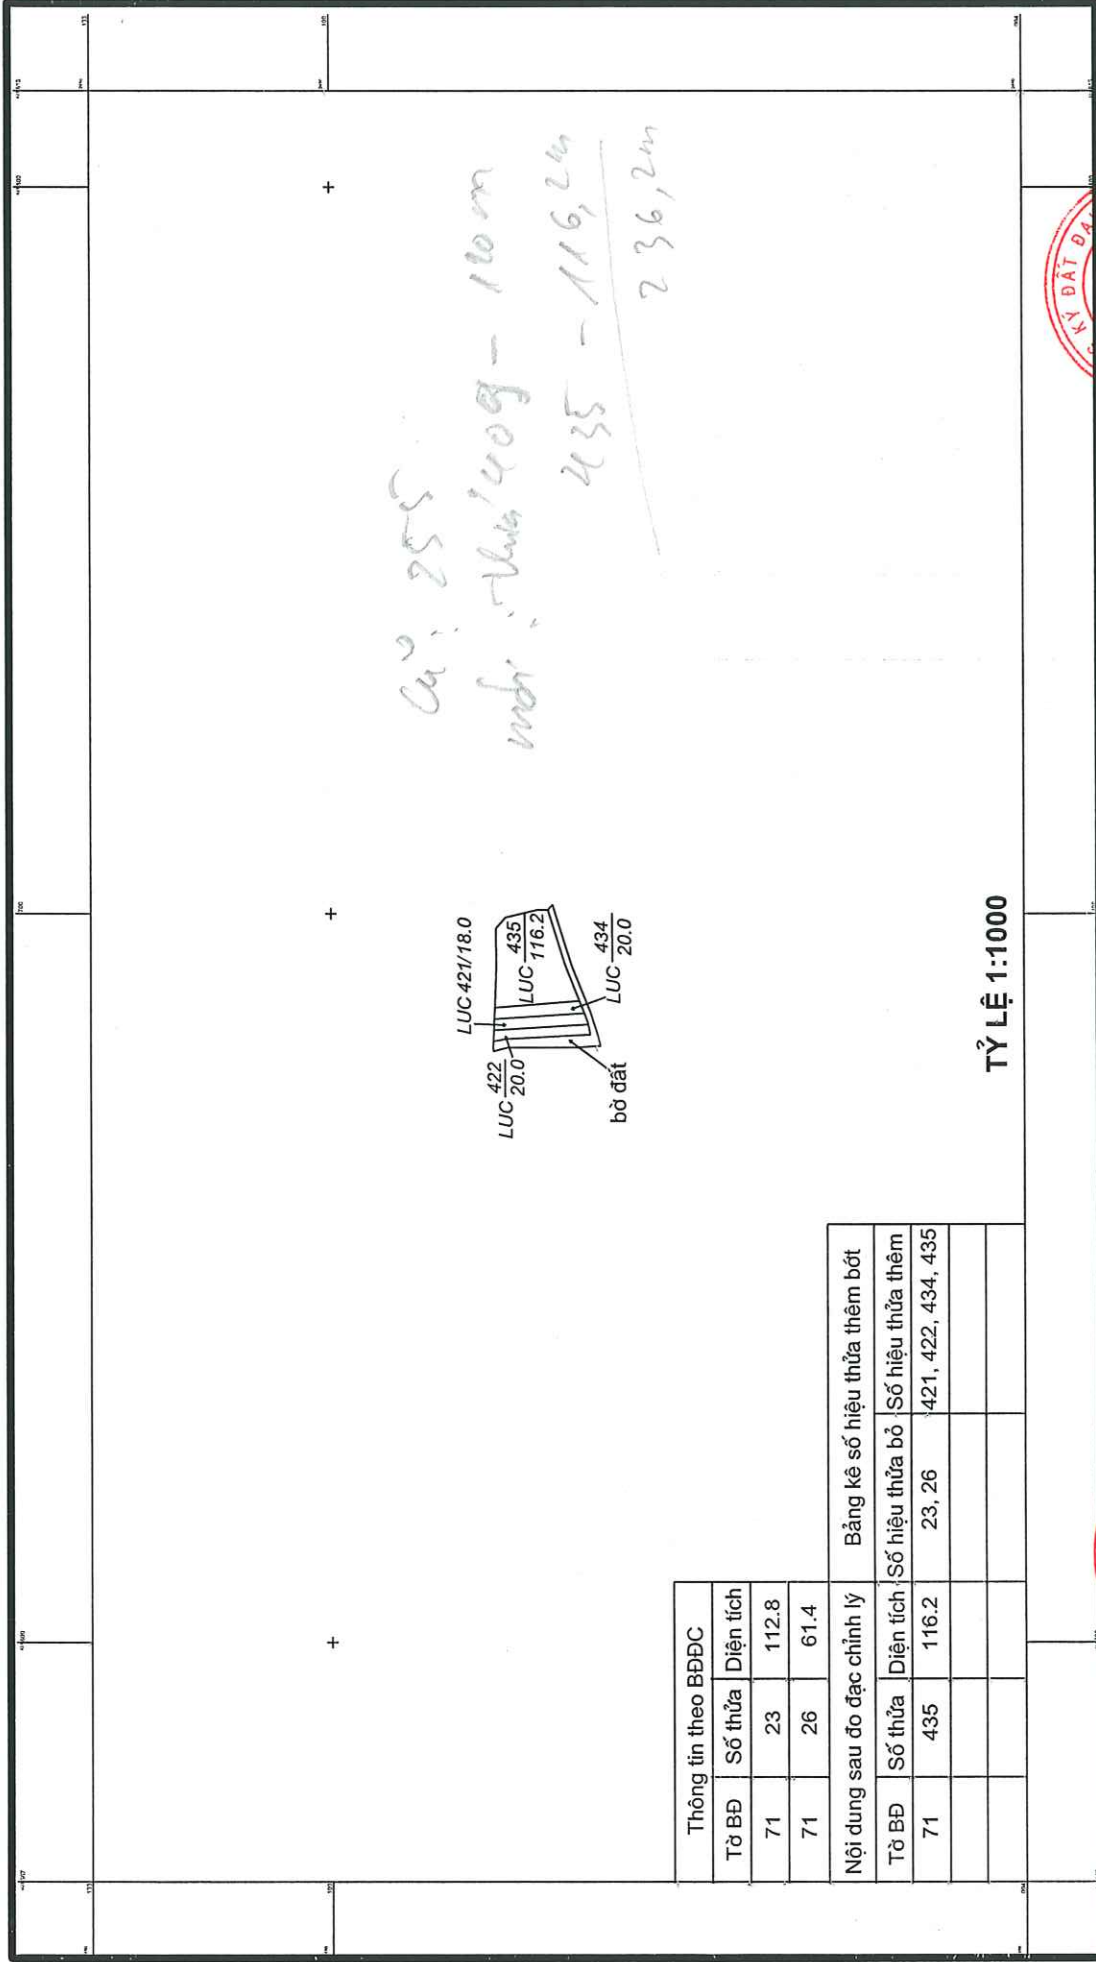 Cũ: 255
mới: Thửa 409 - 120m
435 - 116,2m
236,2m
LUC 421/18.0
LUC 422
20.0
LUC 435
116.2
LUC 434
20.0
bờ đất
TỶ LỆ 1:1000
KÝ ĐẤT ĐA
Thông tin theo BĐĐC
Tờ BĐ Số thửa Diện tích
71 23 112.8
71 26 61.4
Nội dung sau đo đạc chỉnh lý Bảng kê số hiệu thửa thêm bớt
Tờ BĐ Số thửa Diện tích Số hiệu thửa bỏ Số hiệu thửa thêm
71 435 116.2 23, 26 421, 422, 434, 435